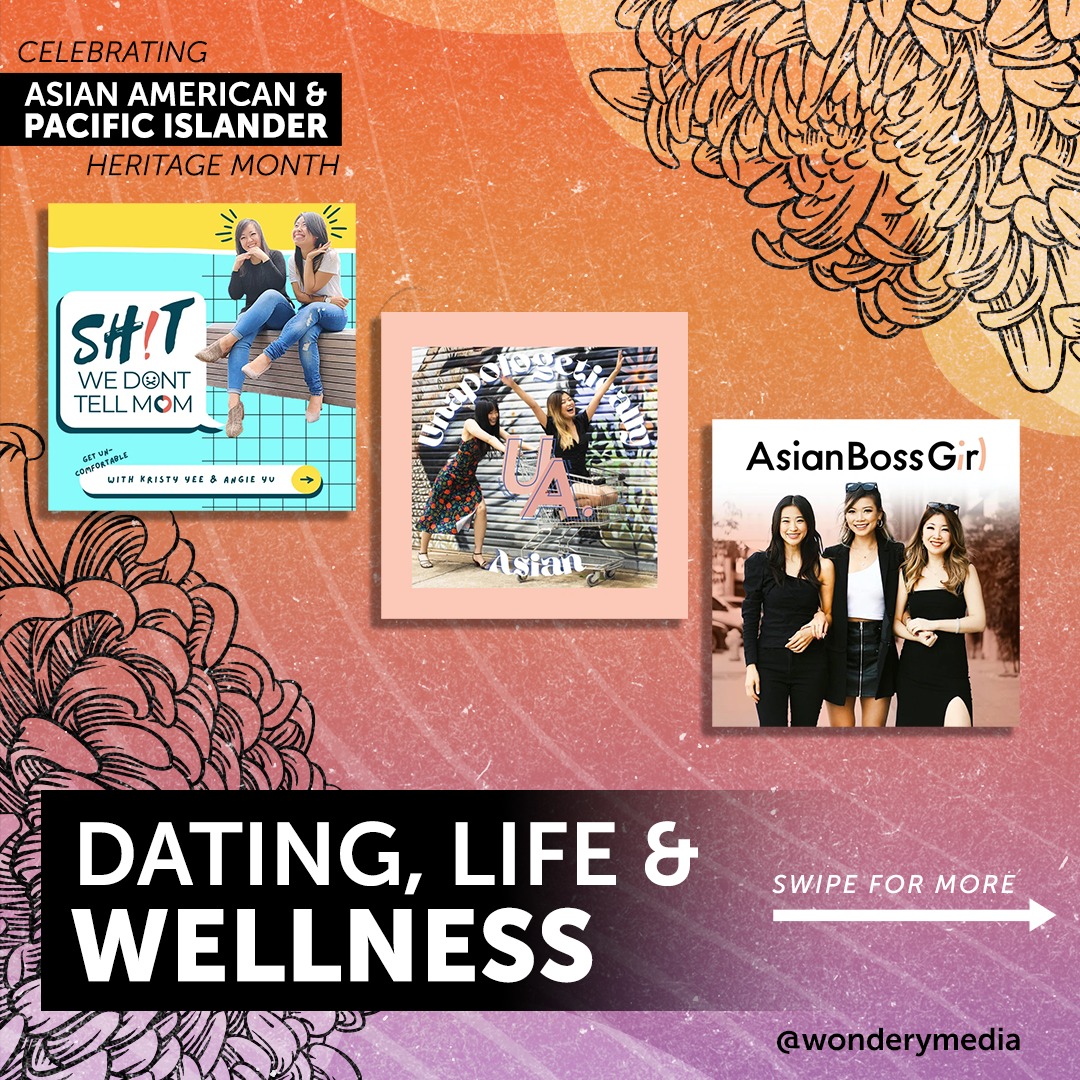 CELEBRATING
ASIAN AMERICAN &
PACIFIC ISLANDER
HERITAGE MONTH
SH!T
WE DONT
TELL MOM
GET UN-
COMFORTABLE
WITH KRISTY YEE & ANGIE YU
Unapologetically
U.A.
Asian
AsianBossGirl
DATING, LIFE &
WELLNESS
SWIPE FOR MORE
@wonderymedia